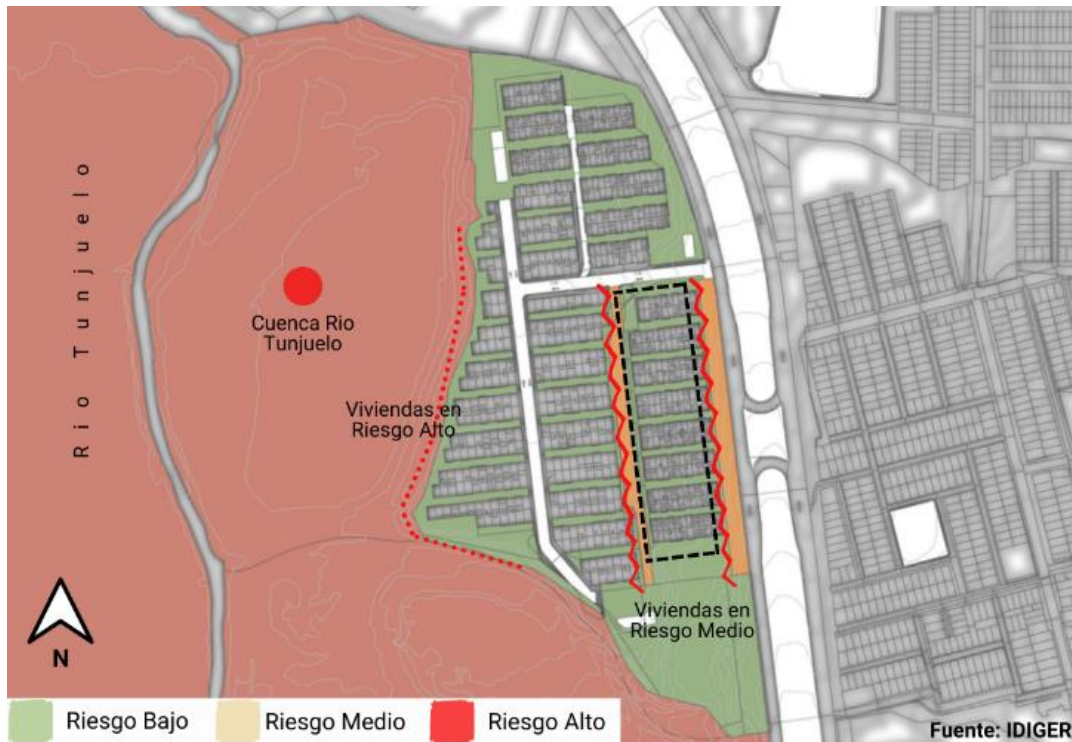 Rio Tunjuelo
Cuenca Rio
Tunjuelo
Viviendas en
Riesgo Alto
Viviendas en
Riesgo Medio
N
Riesgo Bajo
Riesgo Medio
Riesgo Alto
Fuente: IDIGER